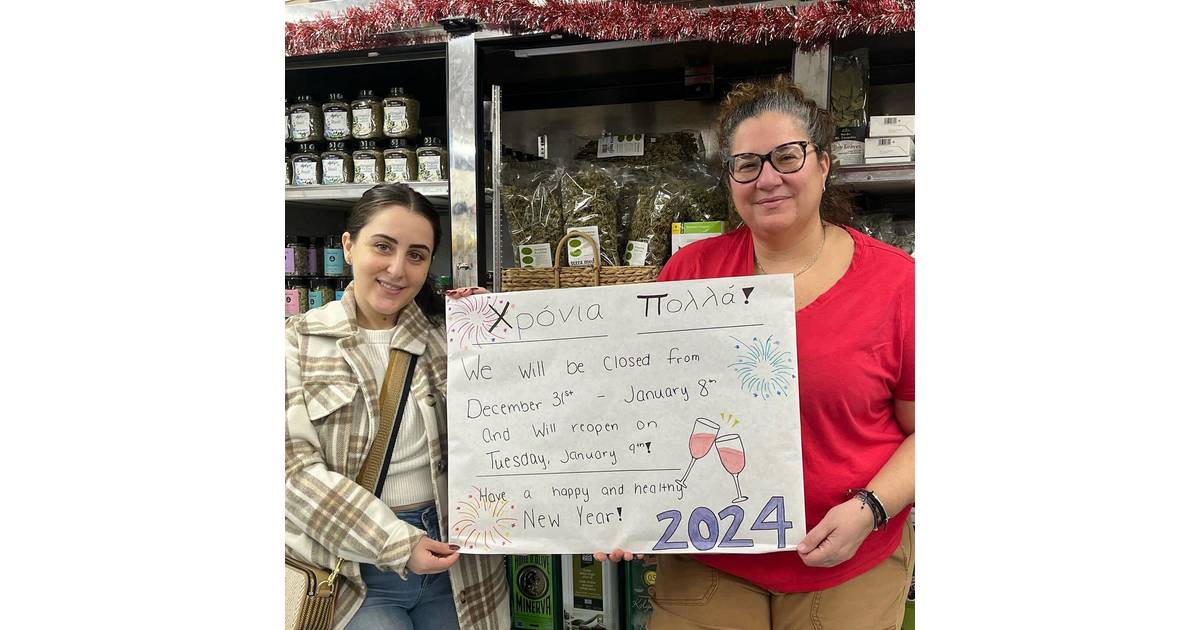 Χρόνια Πολλά!
We will be closed from
December 31st - January 8th
and will reopen on
Tuesday, January 9th!
Have a happy and healthy
New Year!
2024
MINERVA